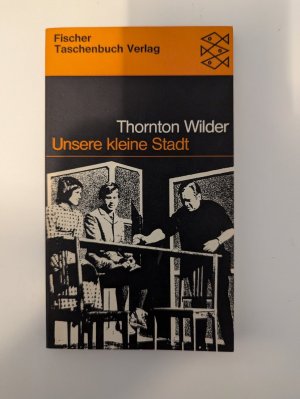 Fischer
Taschenbuch Verlag
Thornton Wilder
Unsere kleine Stadt